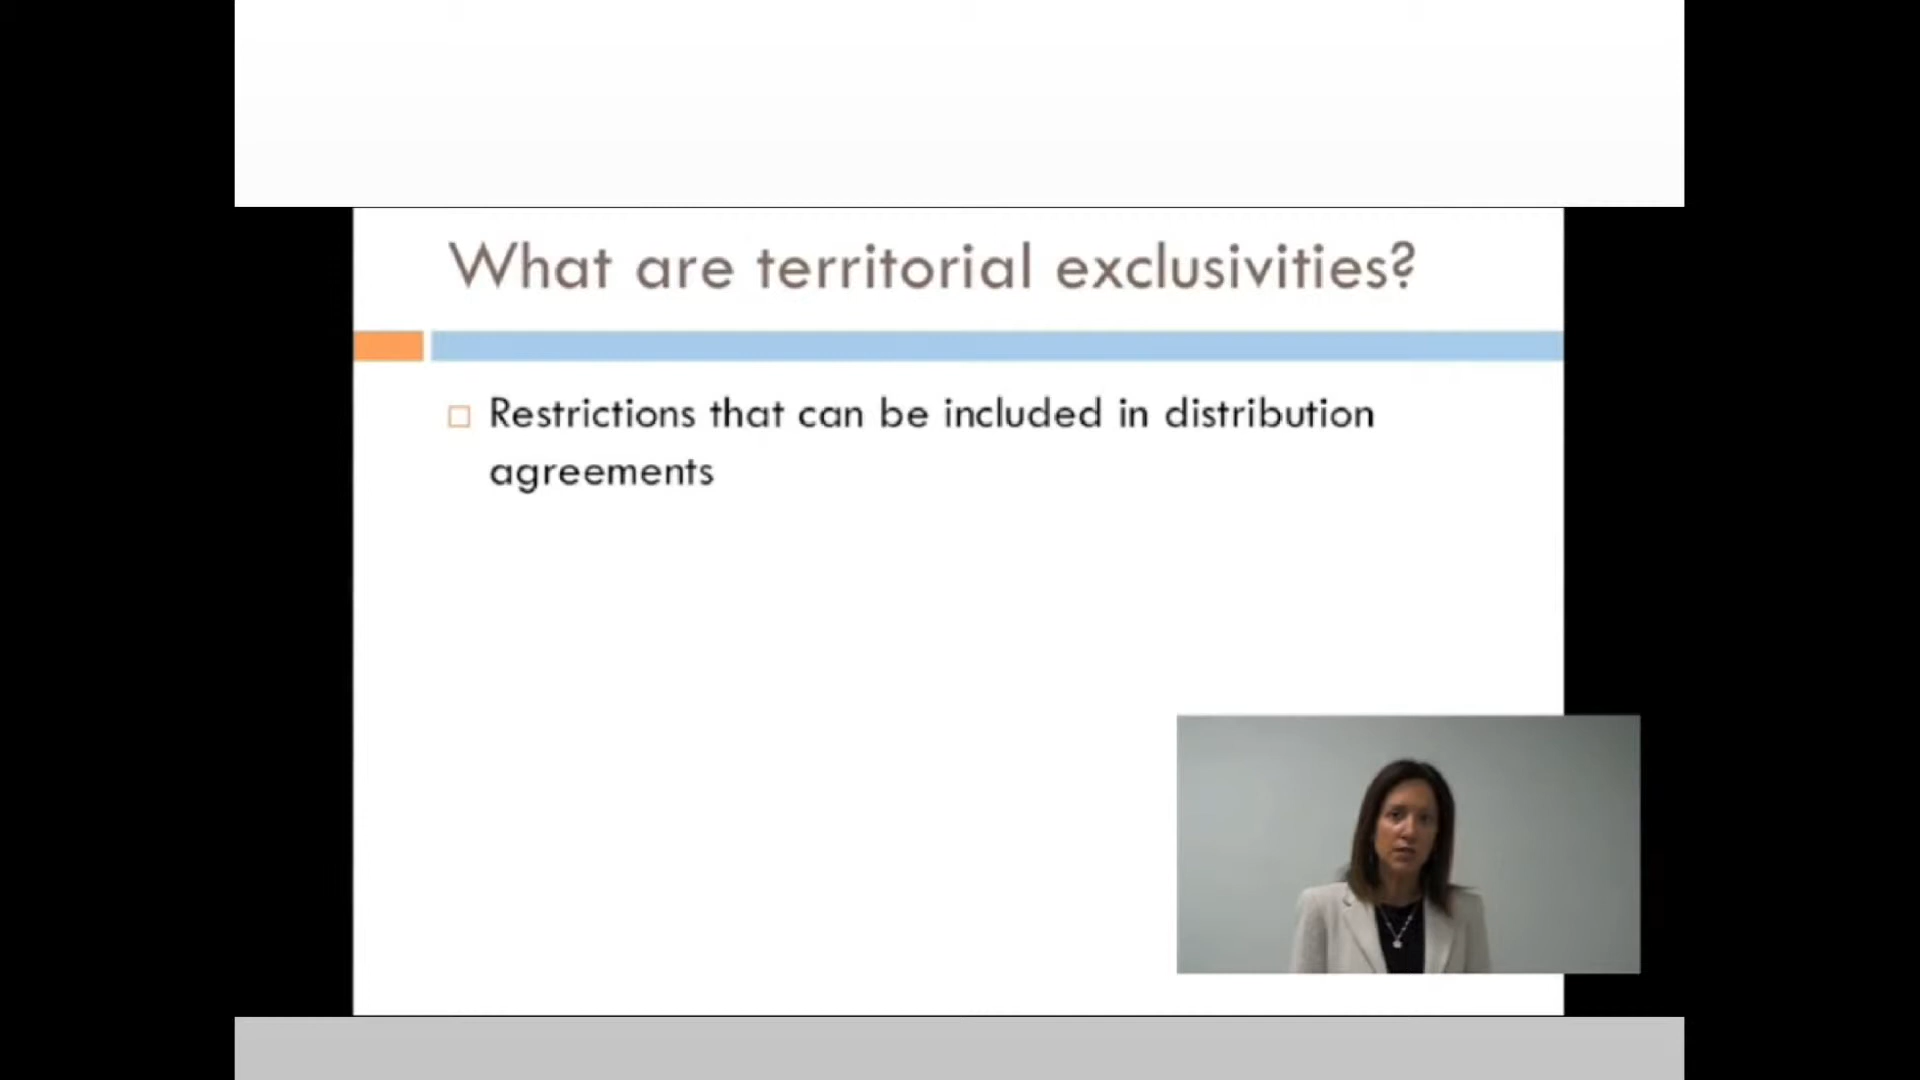 What are territorial exclusivities?
Restrictions that can be included in distribution
agreements